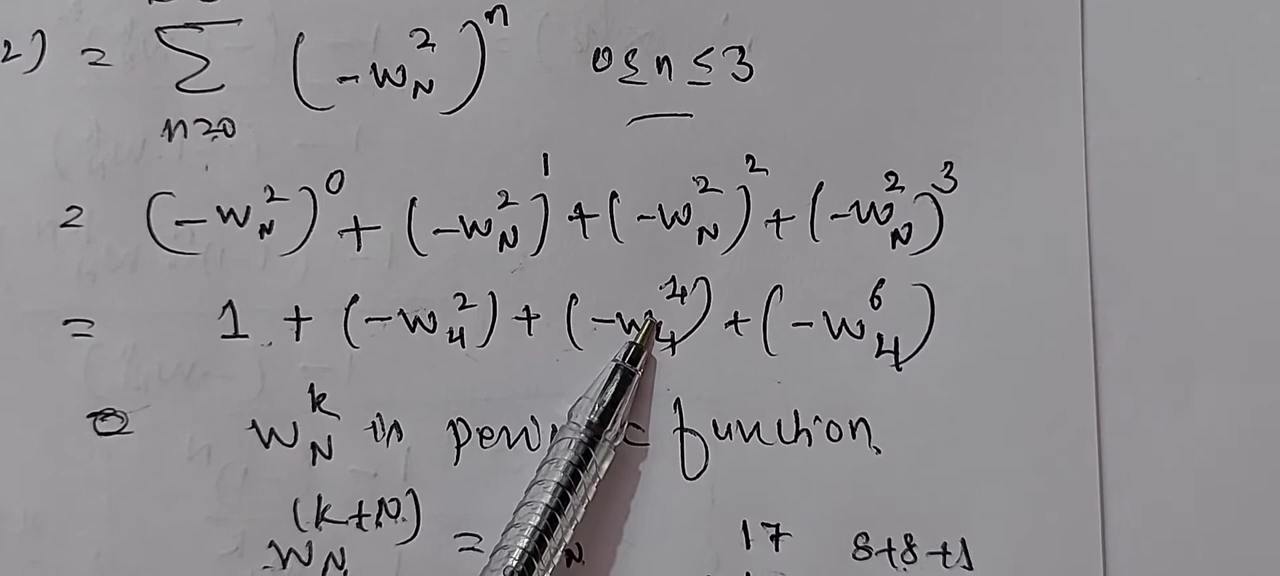 2) = Σ (-W_N^2)^n 0≤n≤3
n=0
= (-W_N^2)^0 + (-W_N^2)^1 + (-W_N^2)^2 + (-W_N^2)^3
= 1 + (-W_4^2) + (-W_4^4) + (-W_4^6)
W_N^k is function.
W_N^(k+N) =
17 8+8+1